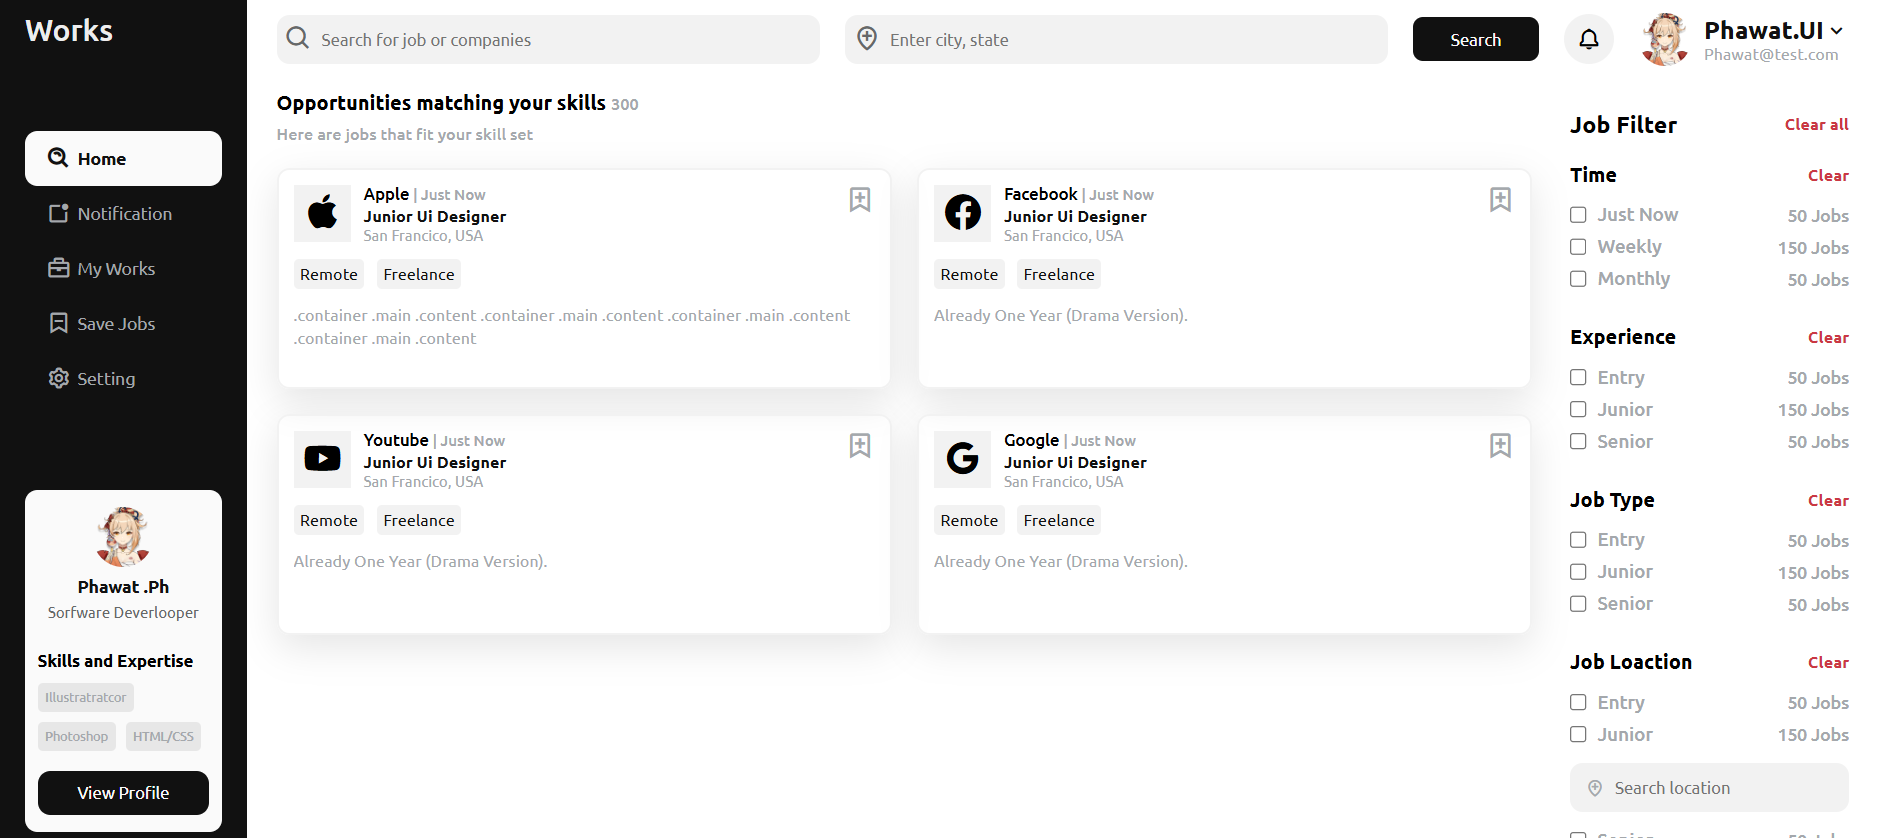 Works
Home
Notification
My Works
Save Jobs
Setting
Phawat .Ph
Sorfware Deverlooper
Skills and Expertise
Illustratratcor
Photoshop HTML/CSS
View Profile
Search for job or companies
Enter city, state
Search
Phawat.UI
Phawat@test.com
Opportunities matching your skills 300
Here are jobs that fit your skill set
Apple | Just Now
Junior Ui Designer
San Francico, USA
Remote Freelance
.container .main .content .container .main .content .container .main .content
.container .main .content
Facebook | Just Now
Junior Ui Designer
San Francico, USA
Remote Freelance
Already One Year (Drama Version).
Youtube | Just Now
Junior Ui Designer
San Francico, USA
Remote Freelance
Already One Year (Drama Version).
Google | Just Now
Junior Ui Designer
San Francico, USA
Remote Freelance
Already One Year (Drama Version).
Job Filter Clear all
Time Clear
Just Now 50 Jobs
Weekly 150 Jobs
Monthly 50 Jobs
Experience Clear
Entry 50 Jobs
Junior 150 Jobs
Senior 50 Jobs
Job Type Clear
Entry 50 Jobs
Junior 150 Jobs
Senior 50 Jobs
Job Loaction Clear
Entry 50 Jobs
Junior 150 Jobs
Search location